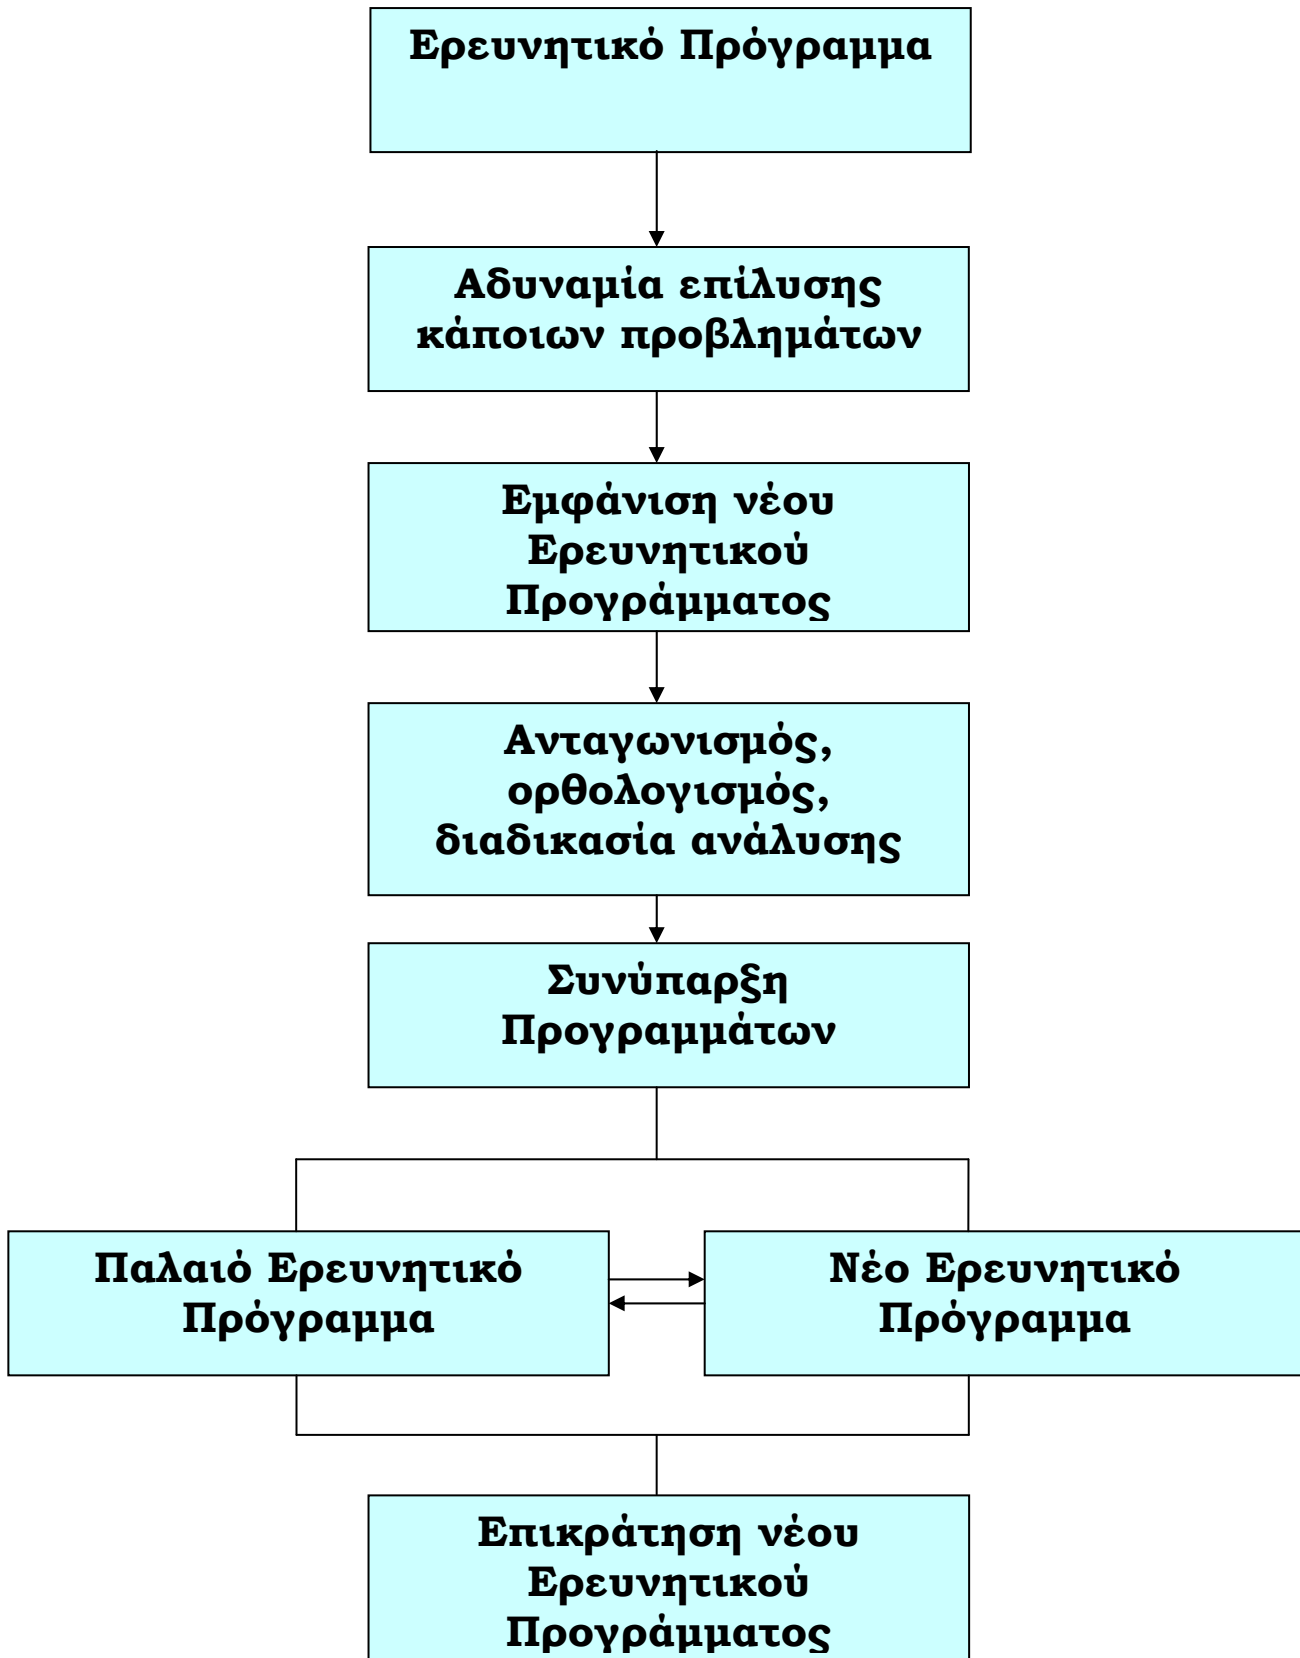 Ερευνητικό Πρόγραμμα
Αδυναμία επίλυσης
κάποιων προβλημάτων
Εμφάνιση νέου
Ερευνητικού
Προγράμματος
Ανταγωνισμός,
ορθολογισμός,
διαδικασία ανάλυσης
Συνύπαρξη
Προγραμμάτων
Παλαιό Ερευνητικό
Πρόγραμμα
Νέο Ερευνητικό
Πρόγραμμα
Επικράτηση νέου
Ερευνητικού
Προγράμματος